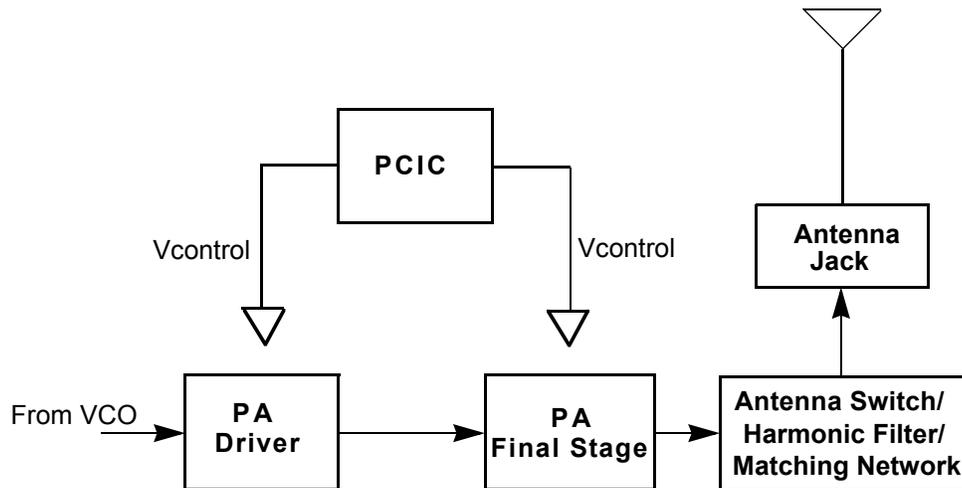 PCIC
Vcontrol
Vcontrol
Antenna
Jack
From VCO
PA
Driver
PA
Final Stage
Antenna Switch/
Harmonic Filter/
Matching Network